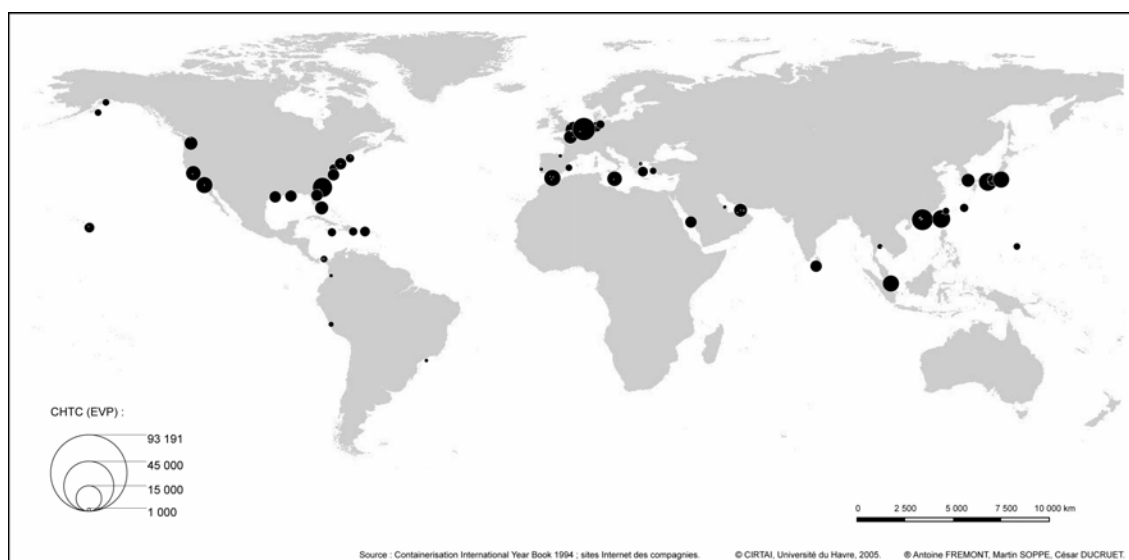 CHTC (EVP) :
93 191
45 000
15 000
1 000
0 2 500 5 000 7 500 10 000 km
Source : Containerisation International Year Book 1994 ; sites Internet des compagnies. © CIRTAI, Université du Havre, 2005. ® Antoine FREMONT, Martin SOPPE, César DUCRUET.